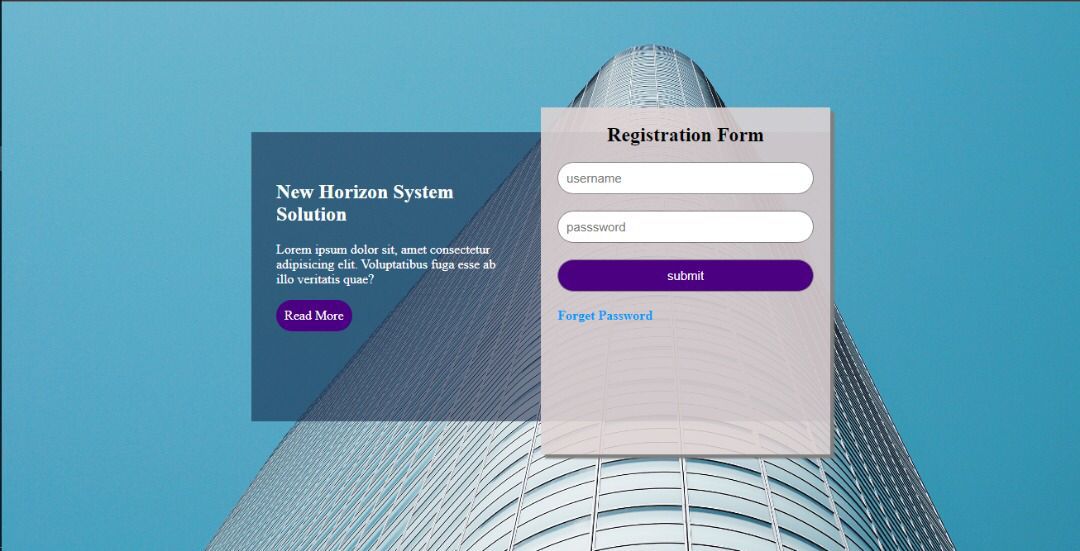 New Horizon System
Solution
Lorem ipsum dolor sit, amet consectetur
adipisicing elit. Voluptatibus fuga esse ab
illo veritatis quae?
Read More
Registration Form
username
passsword
submit
Forget Password